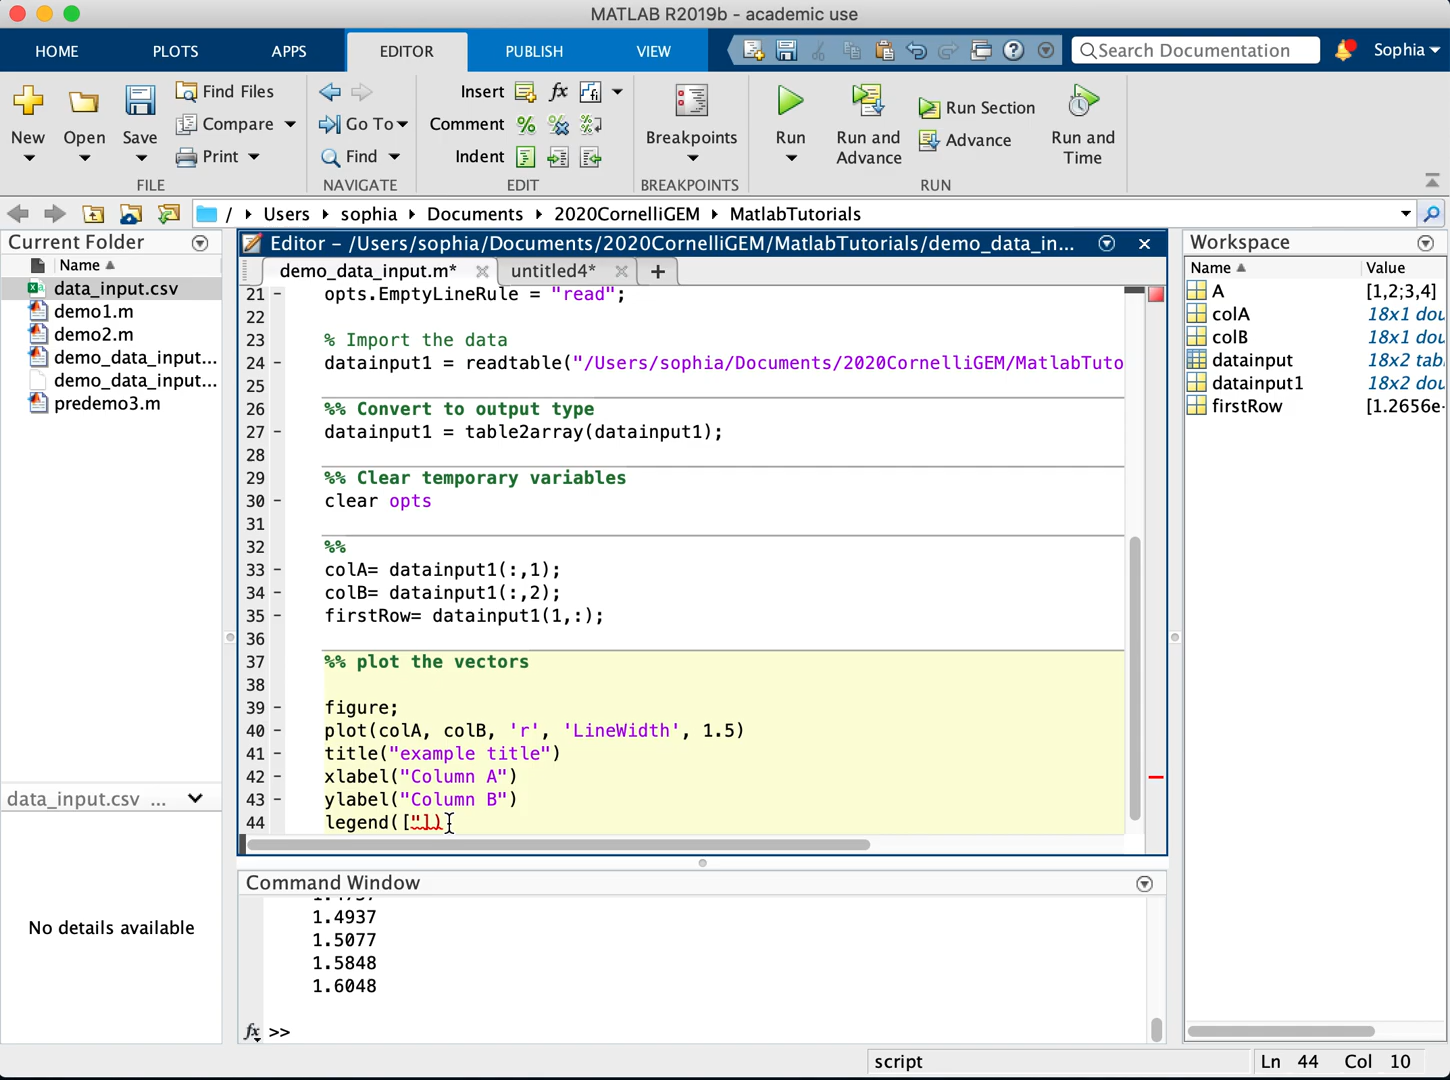 MATLAB R2019b - academic use
HOME PLOTS APPS EDITOR PUBLISH VIEW Search Documentation Sophia
New Open Save Find Files Compare Print
FILE
Go To Find
NAVIGATE
Insert fx
Comment
Indent
EDIT
Breakpoints
BREAKPOINTS
Run Run and Advance Run Section Advance Run and Time
RUN
/ Users sophia Documents 2020CornelliGEM MatlabTutorials
Current Folder
Name
data_input.csv
demo1.m
demo2.m
demo_data_input...
demo_data_input...
predemo3.m
data_input.csv ...
No details available
Editor - /Users/sophia/Documents/2020CornelliGEM/MatlabTutorials/demo_data_in...
demo_data_input.m* untitled4* +
21 - opts.EmptyLineRule = "read";
22
23 % Import the data
24 - datainput1 = readtable("/Users/sophia/Documents/2020CornelliGEM/MatlabTuto
25
26 %% Convert to output type
27 - datainput1 = table2array(datainput1);
28
29 %% Clear temporary variables
30 - clear opts
31
32 %%
33 - colA= datainput1(:,1);
34 - colB= datainput1(:,2);
35 - firstRow= datainput1(1,:);
36
37 %% plot the vectors
38
39 - figure;
40 - plot(colA, colB, 'r', 'LineWidth', 1.5)
41 - title("example title")
42 - xlabel("Column A")
43 - ylabel("Column B")
44 legend(["])
Command Window
1.4937
1.5077
1.5848
1.6048
fx >>
Workspace
Name Value
A [1,2;3,4]
colA 18x1 dou
colB 18x1 dou
datainput 18x2 tab
datainput1 18x2 dou
firstRow [1.2656e-
script Ln 44 Col 10